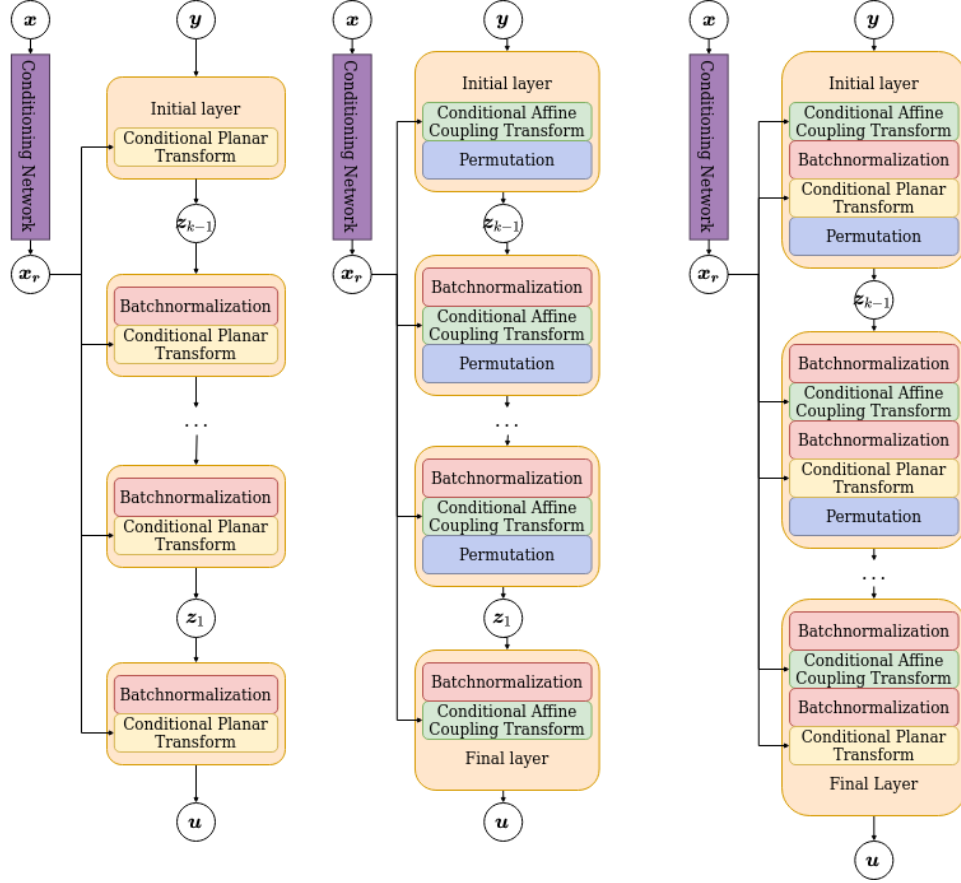 x
Conditioning Network
x_r
y
Initial layer
Conditional Planar
Transform
z_{k-1}
Batchnormalization
Conditional Planar
Transform
...
Batchnormalization
Conditional Planar
Transform
z_1
Batchnormalization
Conditional Planar
Transform
u
x
Conditioning Network
x_r
y
Initial layer
Conditional Affine
Coupling Transform
Permutation
z_{k-1}
Batchnormalization
Conditional Affine
Coupling Transform
Permutation
...
Batchnormalization
Conditional Affine
Coupling Transform
Permutation
z_1
Batchnormalization
Conditional Affine
Coupling Transform
Final layer
u
x
Conditioning Network
x_r
y
Initial layer
Conditional Affine
Coupling Transform
Batchnormalization
Conditional Planar
Transform
Permutation
z_{k-1}
Batchnormalization
Conditional Affine
Coupling Transform
Batchnormalization
Conditional Planar
Transform
Permutation
...
Batchnormalization
Conditional Affine
Coupling Transform
Batchnormalization
Conditional Planar
Transform
Final Layer
u